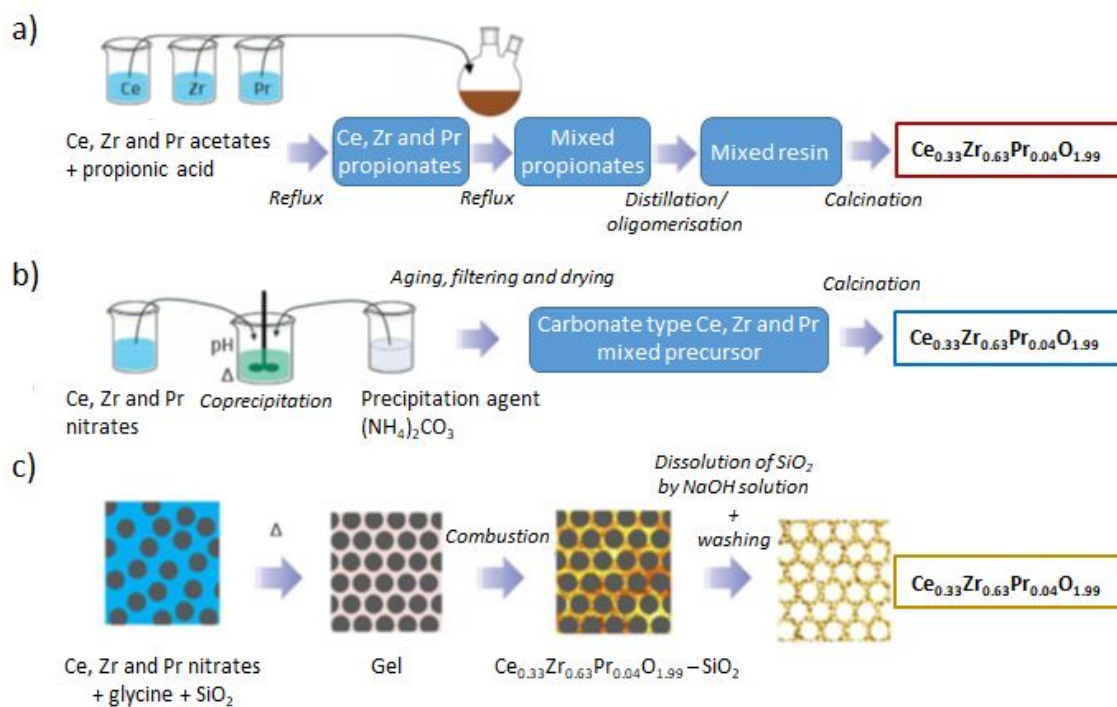 a)
Ce
Zr
Pr
Ce, Zr and Pr acetates
+ propionic acid
Reflux
Ce, Zr and Pr
propionates
Reflux
Mixed
propionates
Distillation/
oligomerisation
Mixed resin
Calcination
Ce₀.₃₃Zr₀.₆₃Pr₀.₀₄O₁.₉₉
b)
Ce, Zr and Pr
nitrates
pH
Δ
Coprecipitation
Precipitation agent
(NH₄)₂CO₃
Aging, filtering and drying
Carbonate type Ce, Zr and Pr
mixed precursor
Calcination
Ce₀.₃₃Zr₀.₆₃Pr₀.₀₄O₁.₉₉
c)
Ce, Zr and Pr nitrates
+ glycine + SiO₂
Δ
Gel
Combustion
Ce₀.₃₃Zr₀.₆₃Pr₀.₀₄O₁.₉₉ – SiO₂
Dissolution of SiO₂
by NaOH solution
+
washing
Ce₀.₃₃Zr₀.₆₃Pr₀.₀₄O₁.₉₉